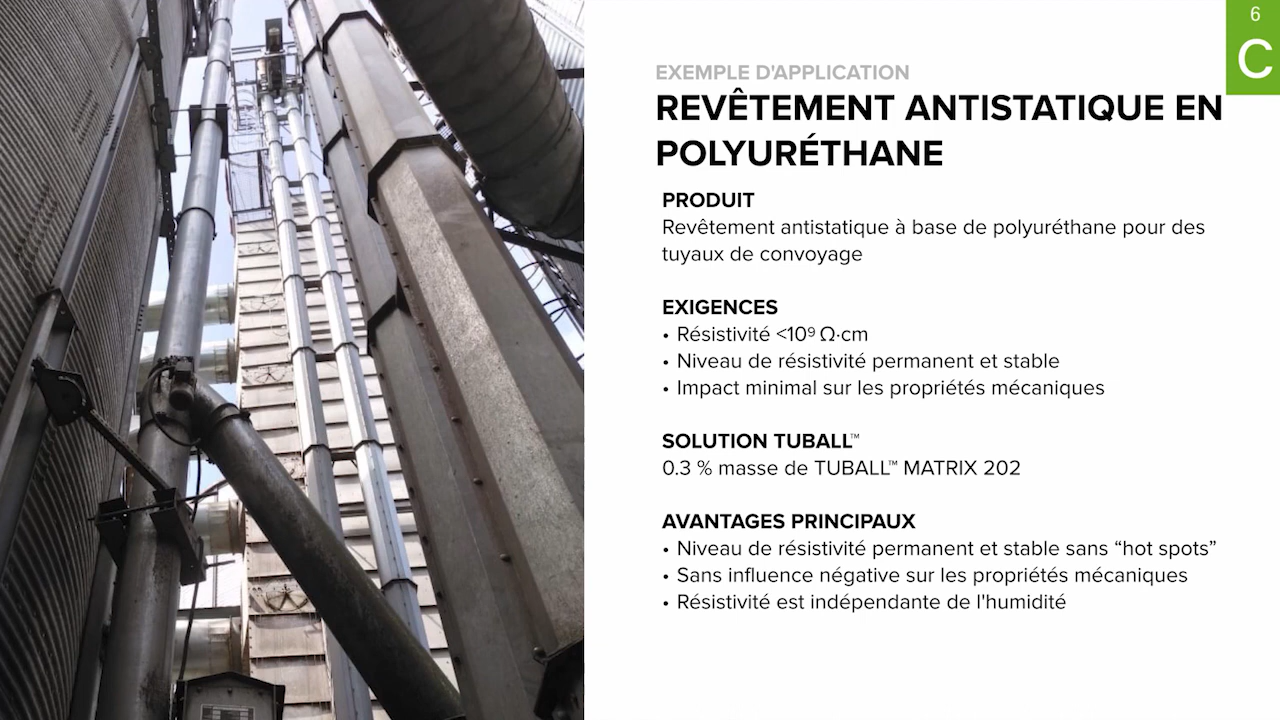 6
C
EXEMPLE D'APPLICATION
REVÊTEMENT ANTISTATIQUE EN
POLYURÉTHANE
PRODUIT
Revêtement antistatique à base de polyuréthane pour des
tuyaux de convoyage
EXIGENCES
• Résistivité <10⁹ Ω·cm
• Niveau de résistivité permanent et stable
• Impact minimal sur les propriétés mécaniques
SOLUTION TUBALL™
0.3 % masse de TUBALL™ MATRIX 202
AVANTAGES PRINCIPAUX
• Niveau de résistivité permanent et stable sans “hot spots”
• Sans influence négative sur les propriétés mécaniques
• Résistivité est indépendante de l'humidité